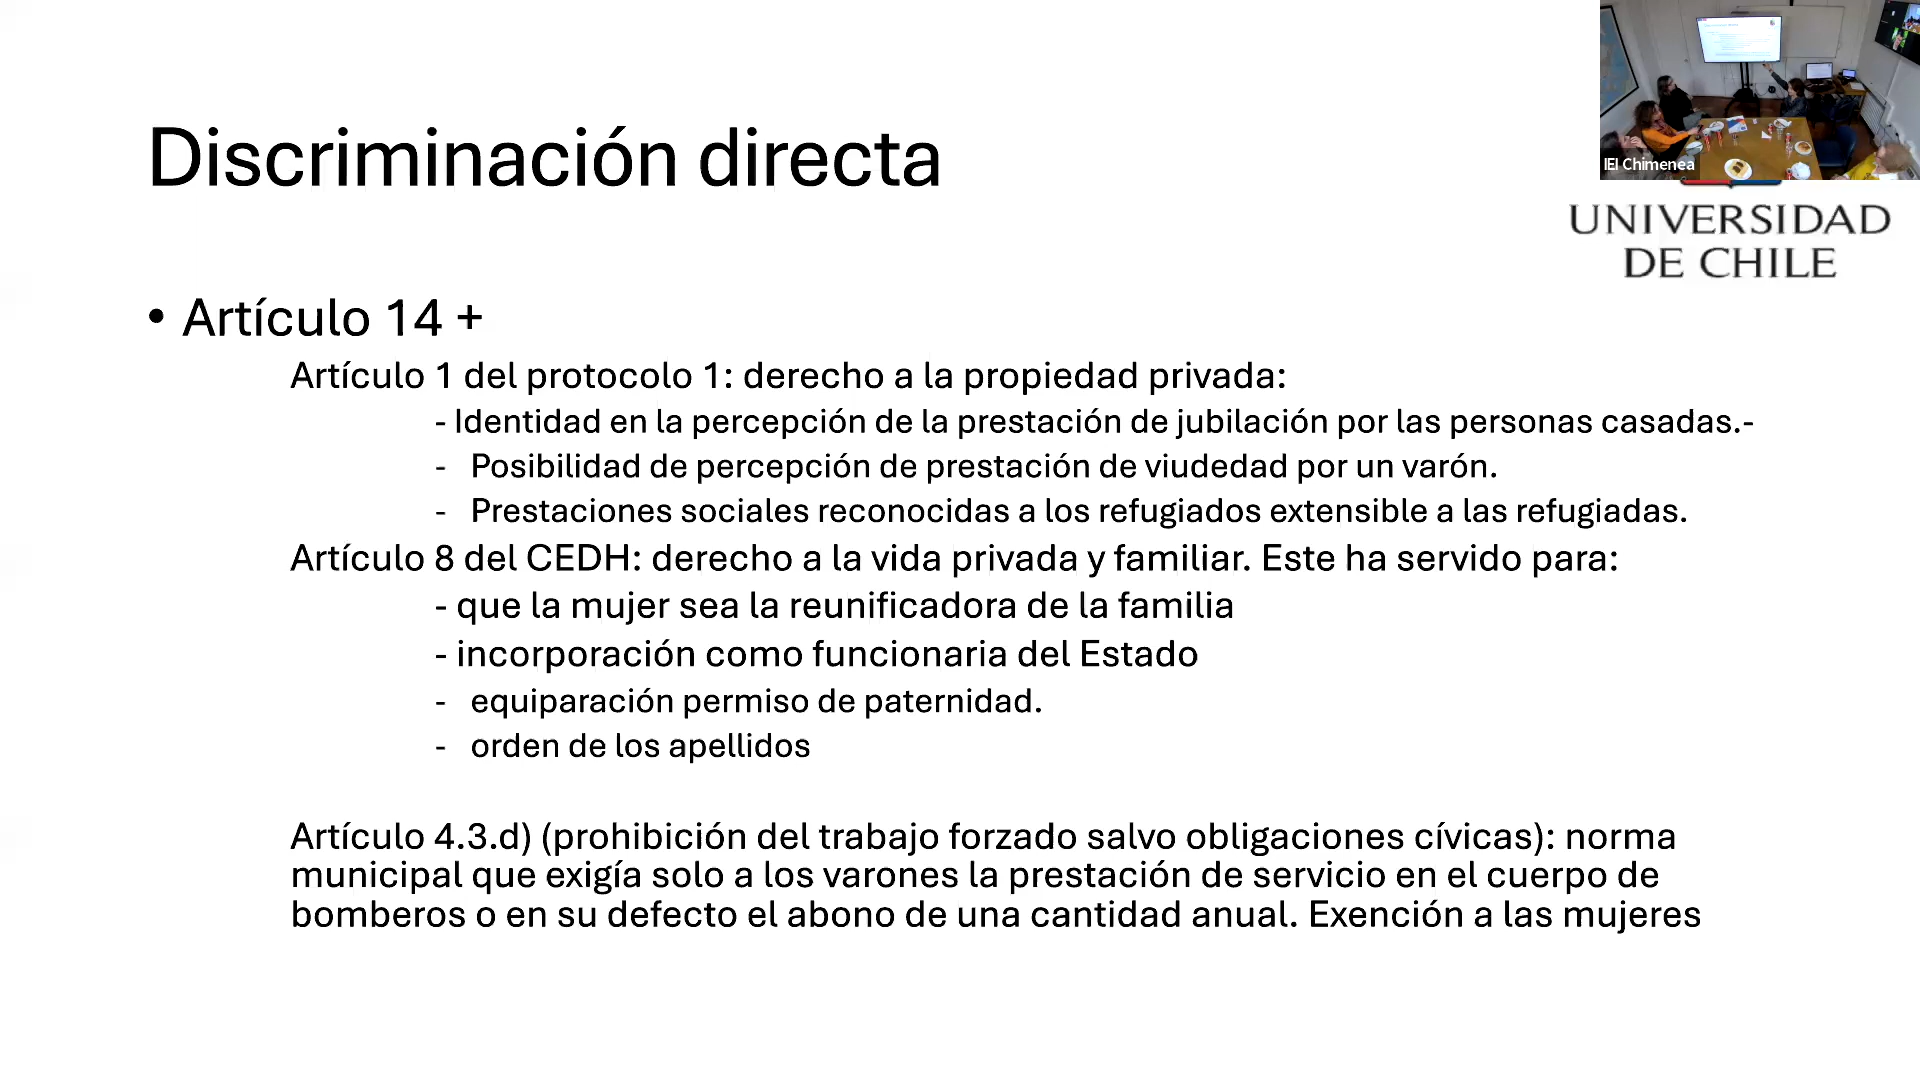 IEI Chimenea
UNIVERSIDAD
DE CHILE
Discriminación directa
• Artículo 14 +
Artículo 1 del protocolo 1: derecho a la propiedad privada:
- Identidad en la percepción de la prestación de jubilación por las personas casadas.-
- Posibilidad de percepción de prestación de viudedad por un varón.
- Prestaciones sociales reconocidas a los refugiados extensible a las refugiadas.
Artículo 8 del CEDH: derecho a la vida privada y familiar. Este ha servido para:
- que la mujer sea la reunificadora de la familia
- incorporación como funcionaria del Estado
- equiparación permiso de paternidad.
- orden de los apellidos
Artículo 4.3.d) (prohibición del trabajo forzado salvo obligaciones cívicas): norma
municipal que exigía solo a los varones la prestación de servicio en el cuerpo de
bomberos o en su defecto el abono de una cantidad anual. Exención a las mujeres